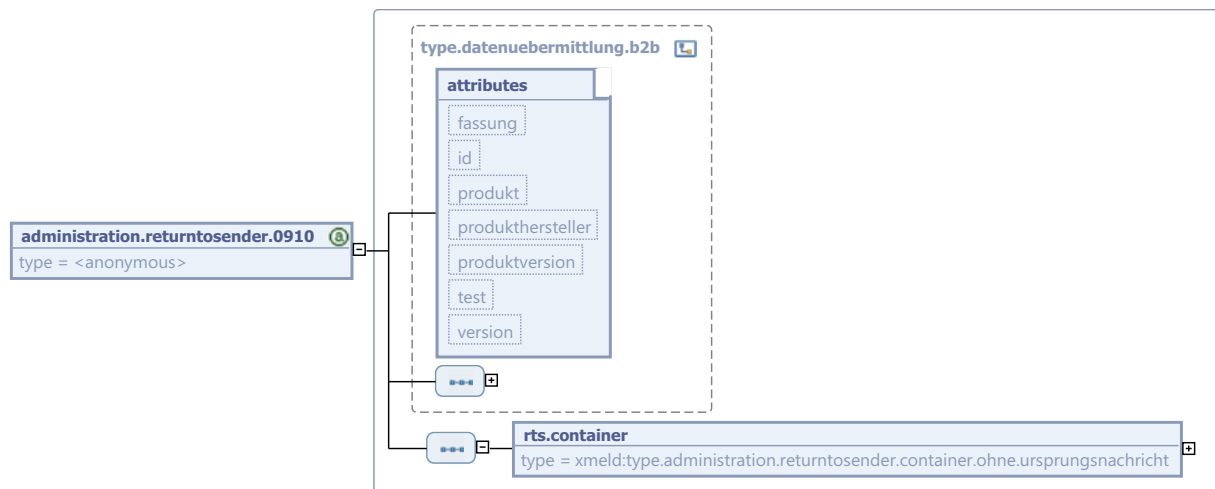 type.datenuebermittlung.b2b
attributes
fassung
id
produkt
produkthersteller
produktversion
test
version
administration.returntosender.0910
type = <anonymous>
rts.container
type = xmeld:type.administration.returntosender.container.ohne.ursprungsnachricht